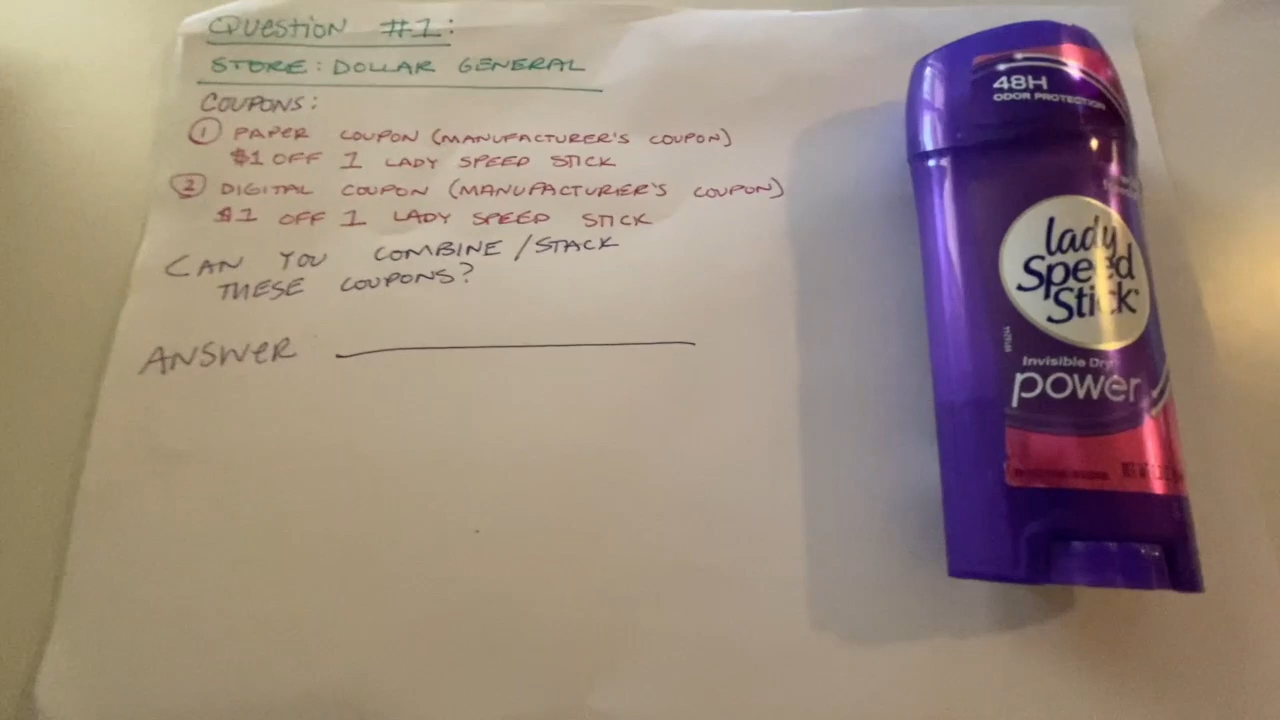 QUESTION #1:
STORE: DOLLAR GENERAL
COUPONS:
① PAPER COUPON (MANUFACTURER'S COUPON)
$1 OFF 1 LADY SPEED STICK
② DIGITAL COUPON (MANUFACTURIER'S COUPON)
$1 OFF 1 LADY SPEED STICK
CAN YOU COMBINE / STACK
THESE COUPONS?
ANSWER
48H
ODOR PROTECTION
lady
Speed
Stick
Invisible Dry
power